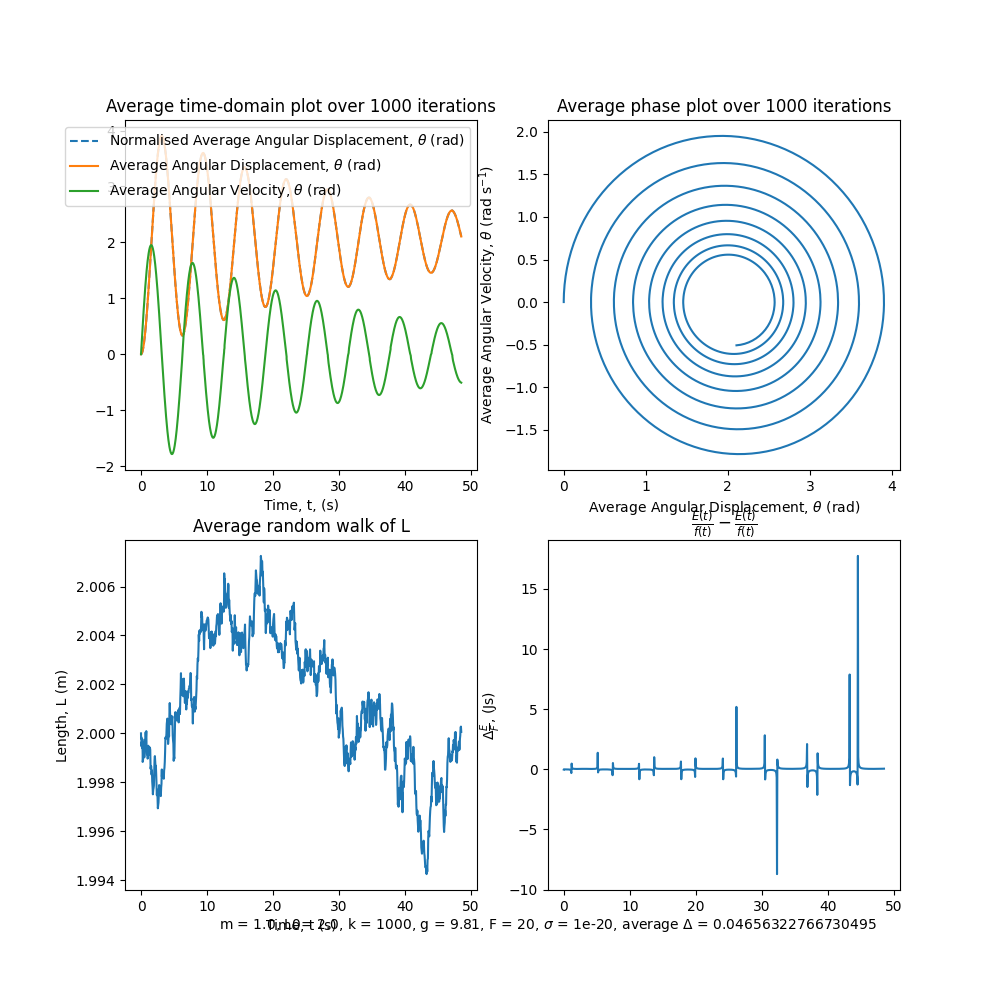 Average time-domain plot over 1000 iterations
4
3
2
1
0
−1
−2
Normalised Average Angular Displacement, θ (rad)
Average Angular Displacement, θ (rad)
Average Angular Velocity, θ (rad)
0 10 20 30 40 50
Time, t, (s)
Average phase plot over 1000 iterations
Average Angular Velocity, θ (rad s⁻¹)
2.0
1.5
1.0
0.5
0.0
−0.5
−1.0
−1.5
0 1 2 3 4
Average Angular Displacement, θ (rad)
Average random walk of L
Length, L (m)
2.006
2.004
2.002
2.000
1.998
1.996
1.994
0 10 20 30 40 50
Time, t (s)
E(t)/f(t) − E(t)/f(t)
Δ E/F, (Js)
15
10
5
0
−5
−10
0 10 20 30 40 50
m = 1.0, L0 = 2.0, k = 1000, g = 9.81, F = 20, σ = 1e-20, average Δ = 0.04656322766730495